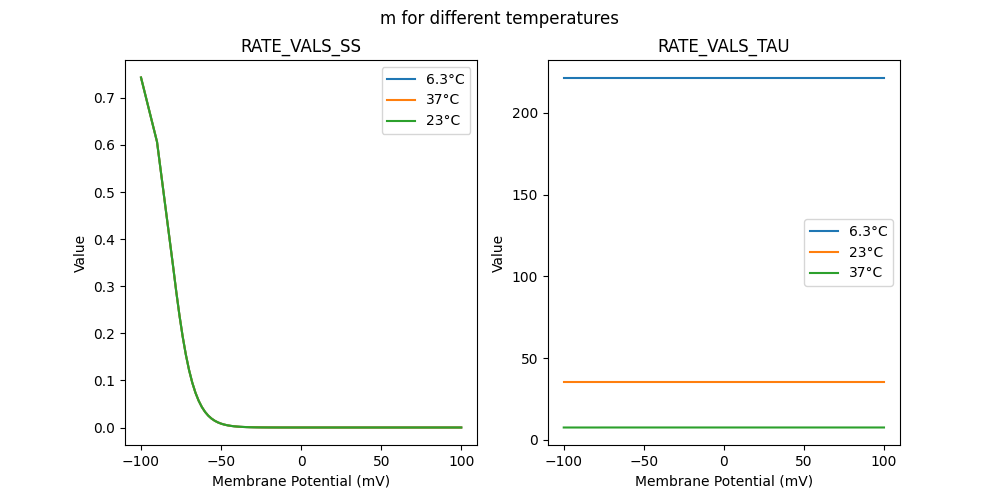 m for different temperatures
RATE_VALS_SS
Value
0.7
0.6
0.5
0.4
0.3
0.2
0.1
0.0
6.3°C
37°C
23°C
−100
−50
0
50
100
Membrane Potential (mV)
RATE_VALS_TAU
Value
200
150
100
50
0
6.3°C
23°C
37°C
−100
−50
0
50
100
Membrane Potential (mV)